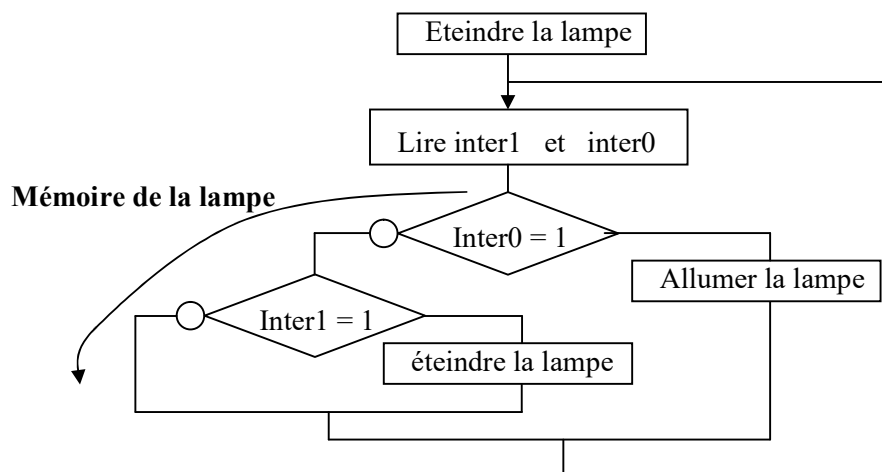 Eteindre la lampe
Lire inter1 et inter0
Mémoire de la lampe
Inter0 = 1
Allumer la lampe
Inter1 = 1
éteindre la lampe